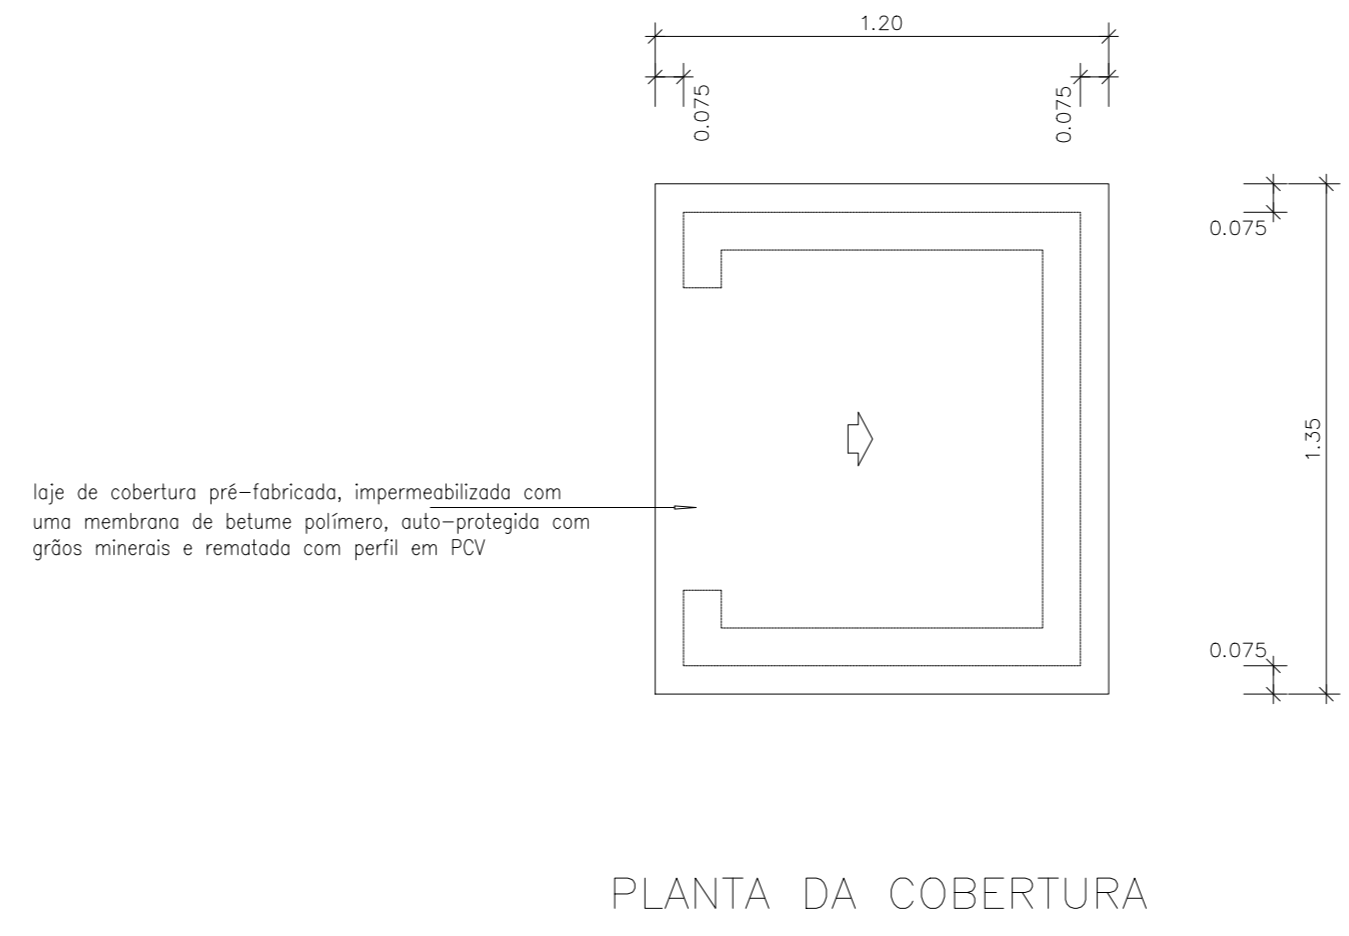 1.20
0.075
0.075
0.075
1.35
laje de cobertura pré-fabricada, impermeabilizada com
uma membrana de betume polímero, auto-protegida com
grãos minerais e rematada com perfil em PCV
0.075
PLANTA DA COBERTURA